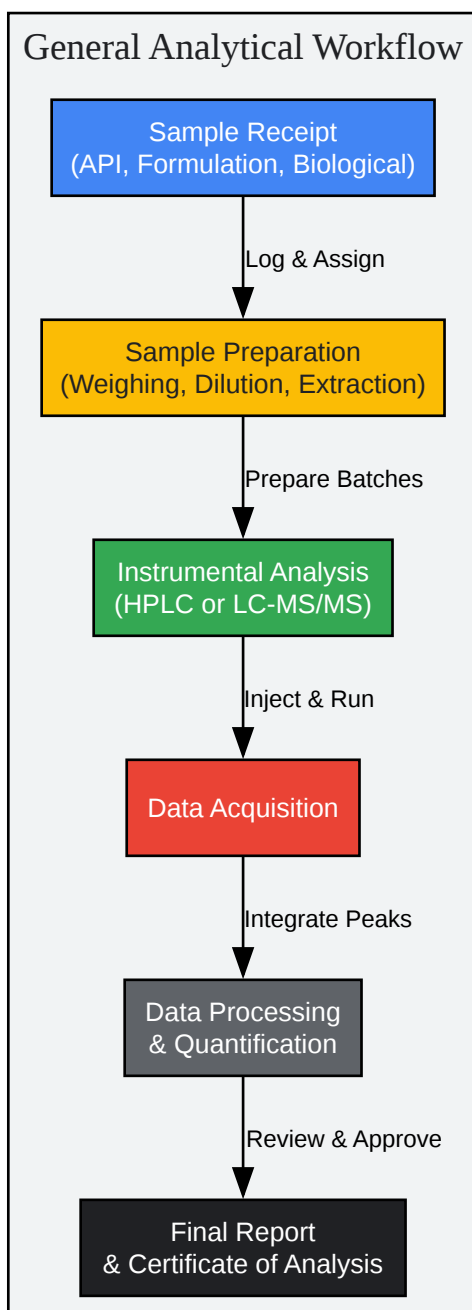 General Analytical Workflow
Sample Receipt
(API, Formulation, Biological)
Log & Assign
Sample Preparation
(Weighing, Dilution, Extraction)
Prepare Batches
Instrumental Analysis
(HPLC or LC-MS/MS)
Inject & Run
Data Acquisition
Integrate Peaks
Data Processing
& Quantification
Review & Approve
Final Report
& Certificate of Analysis